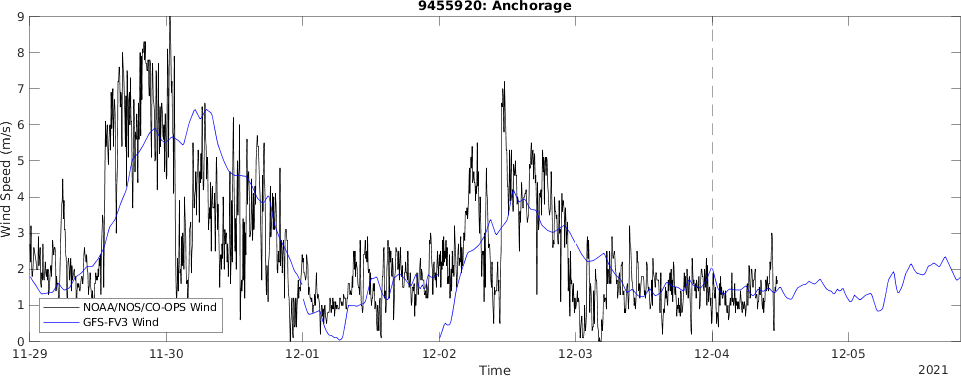 9455920: Anchorage
Wind Speed (m/s)
9
8
7
6
5
4
3
2
1
0
NOAA/NOS/CO-OPS Wind
GFS-FV3 Wind
11-29 11-30 12-01 12-02 12-03 12-04 12-05
Time
2021